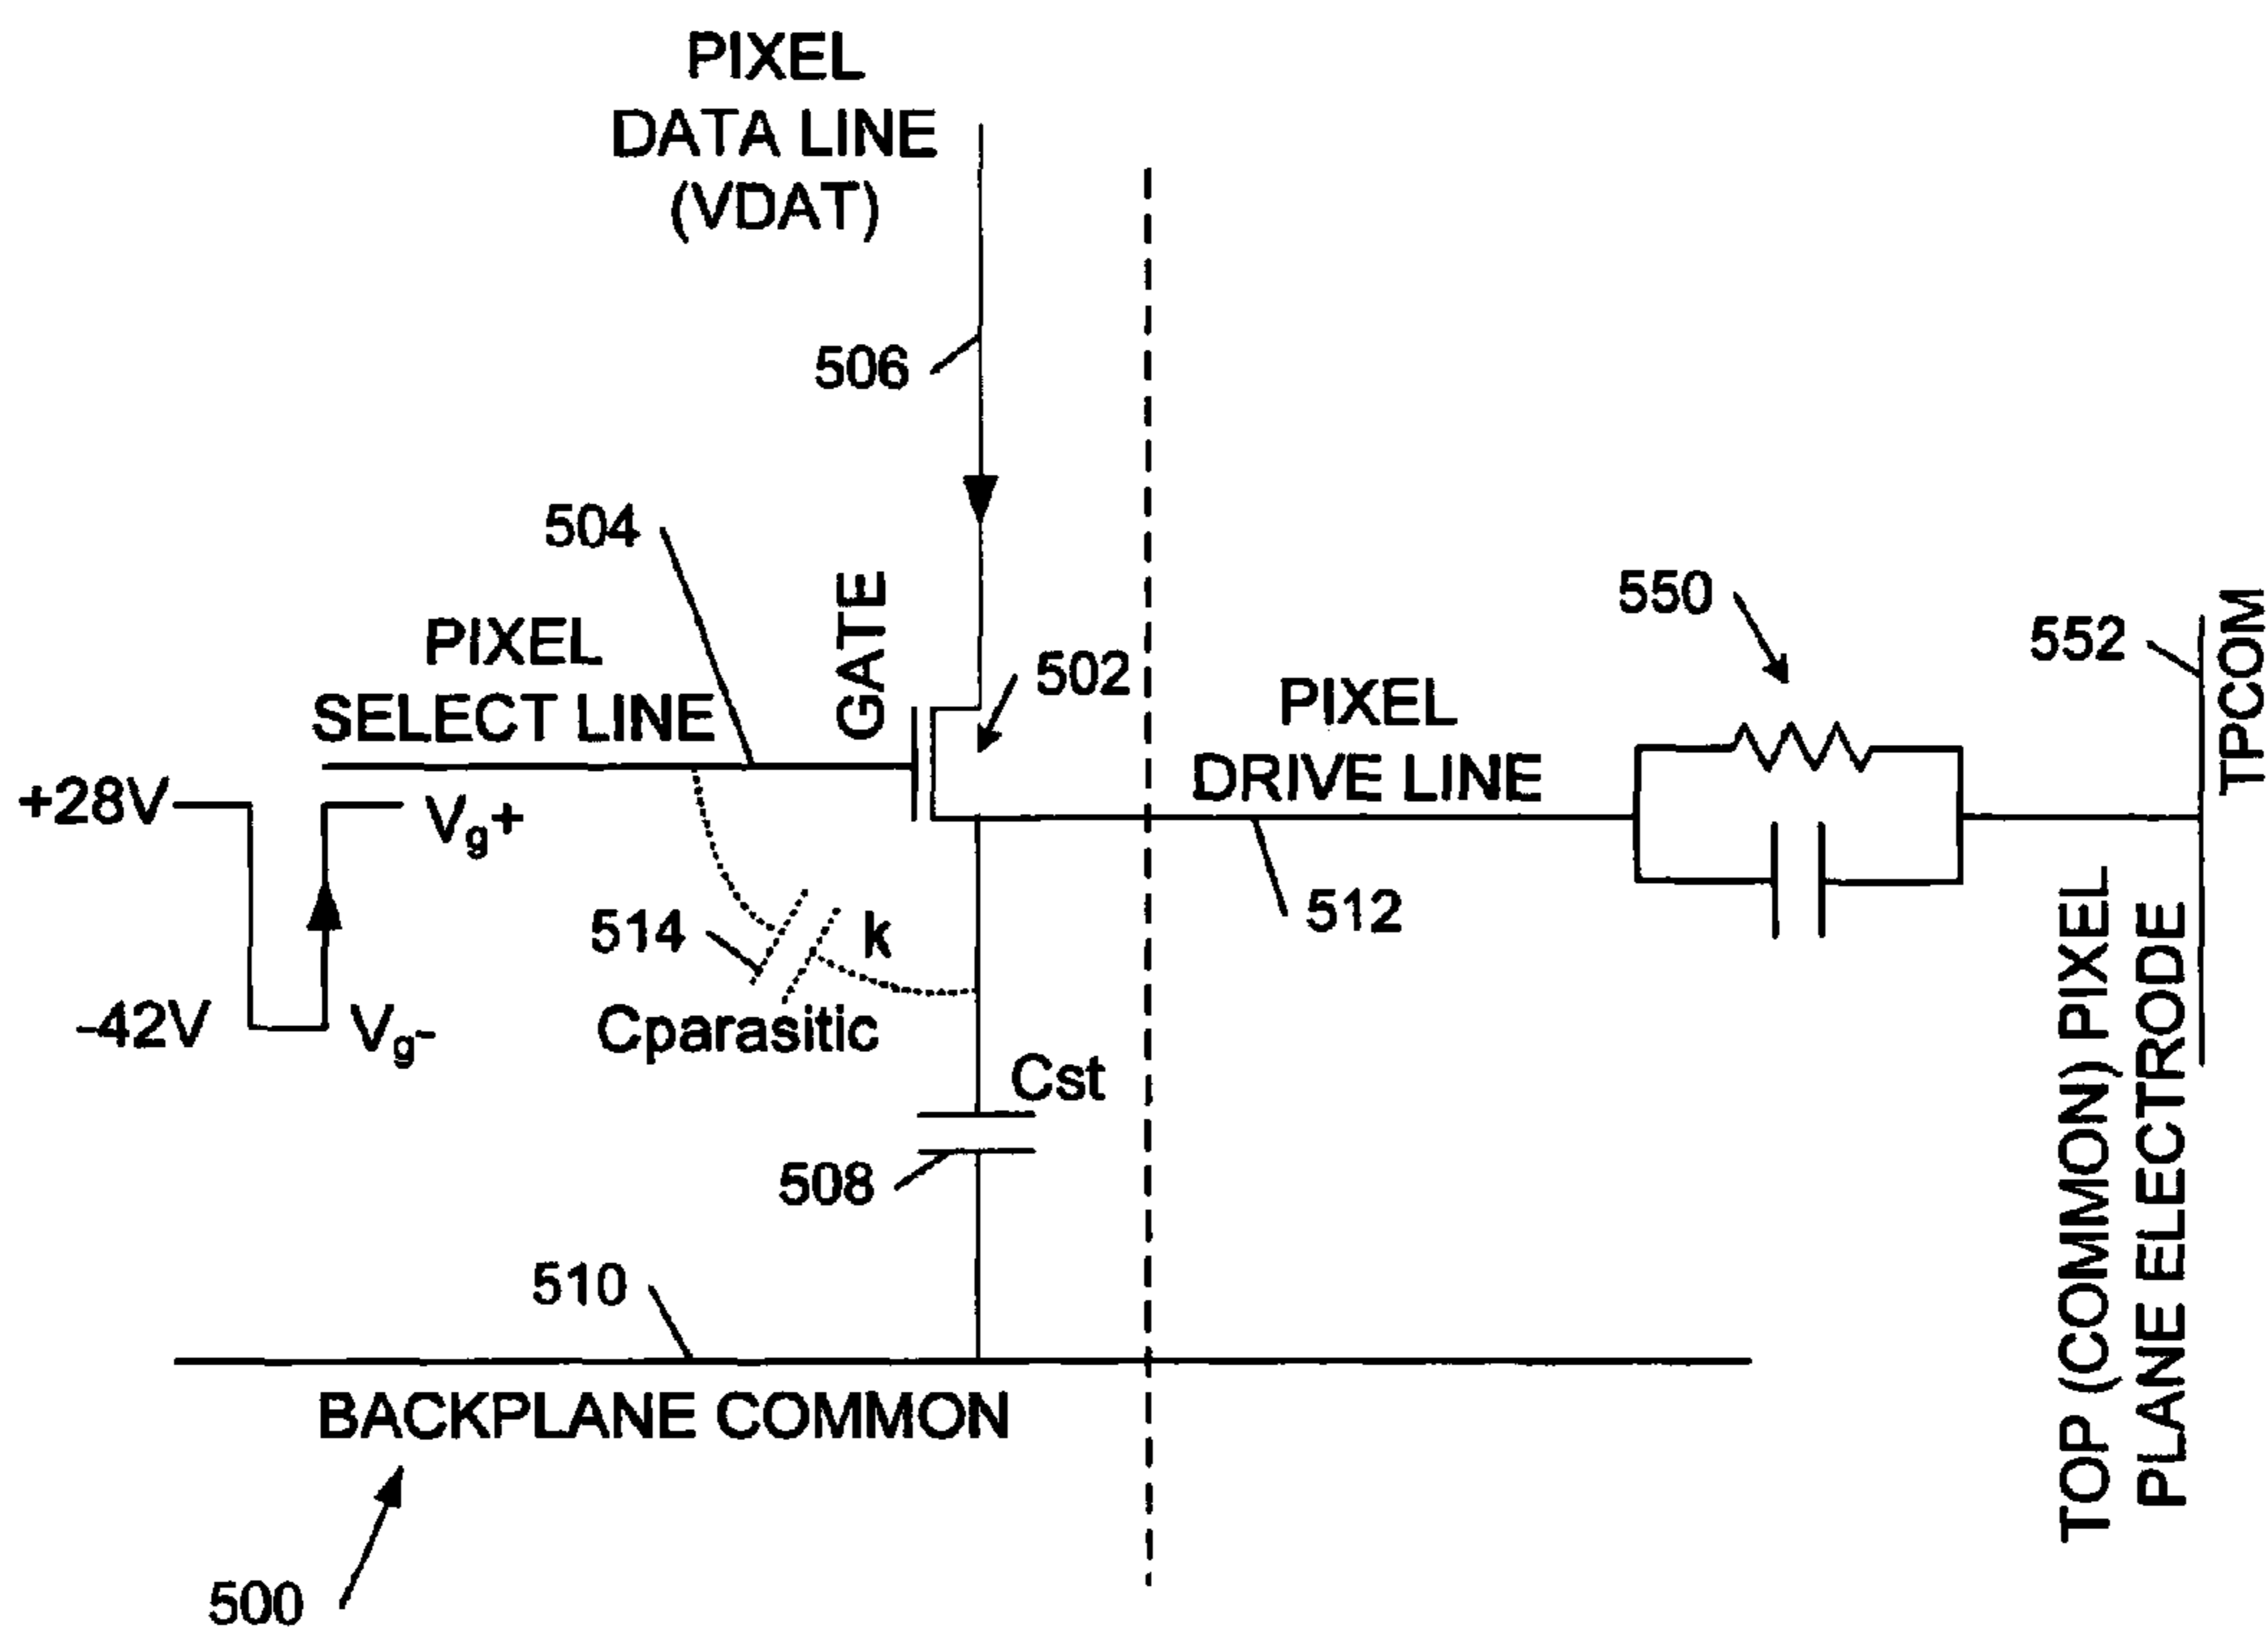 PIXEL
DATA LINE
(VDAT)
506
504
GATE
502
PIXEL
SELECT LINE
+28V
Vg+
-42V
Vg-
514
k
Cparasitic
Cst
508
510
BACKPLANE COMMON
500
PIXEL
DRIVE LINE
512
550
552
TPCOM
TOP (COMMON) PIXEL
PLANE ELECTRODE